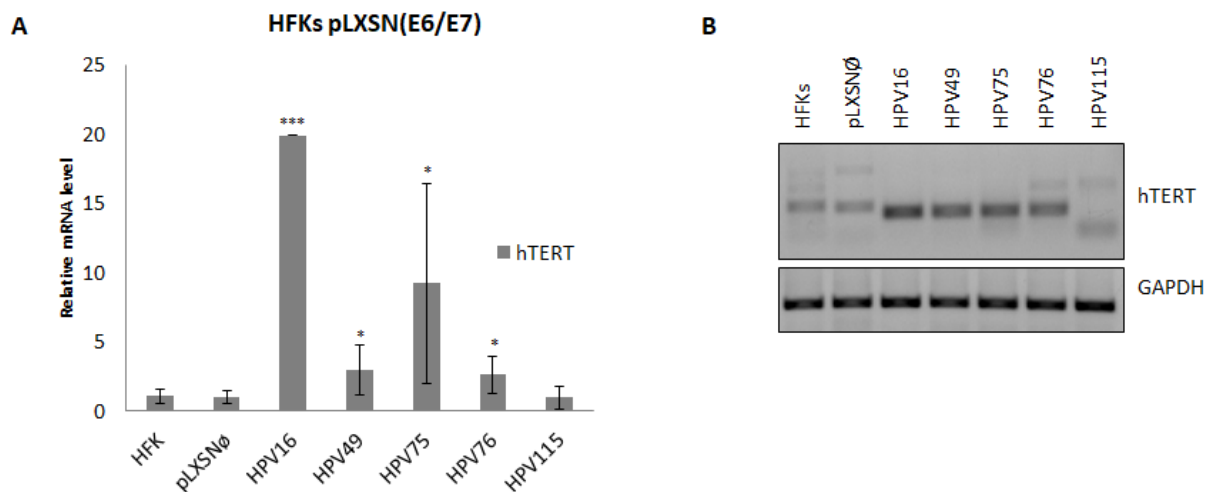 A
HFKs pLXSN(E6/E7)
Relative mRNA level
25
20
15
10
5
0
***
*
*
*
hTERT
HFK
pLXSNø
HPV16
HPV49
HPV75
HPV76
HPV115
B
HFKs
pLXSNØ
HPV16
HPV49
HPV75
HPV76
HPV115
hTERT
GAPDH